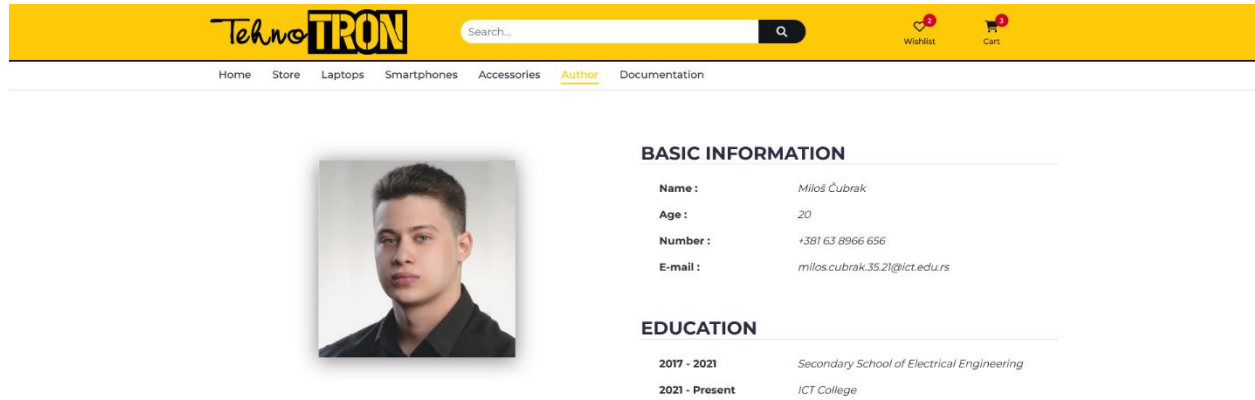 TehnoTRON
Search...
2
3
Wishlist
Cart
Home Store Laptops Smartphones Accessories Author Documentation
BASIC INFORMATION
Name : Miloš Čubrak
Age : 20
Number : +381 63 8966 656
E-mail : milos.cubrak.35.21@ict.edu.rs
EDUCATION
2017 - 2021 Secondary School of Electrical Engineering
2021 - Present ICT College